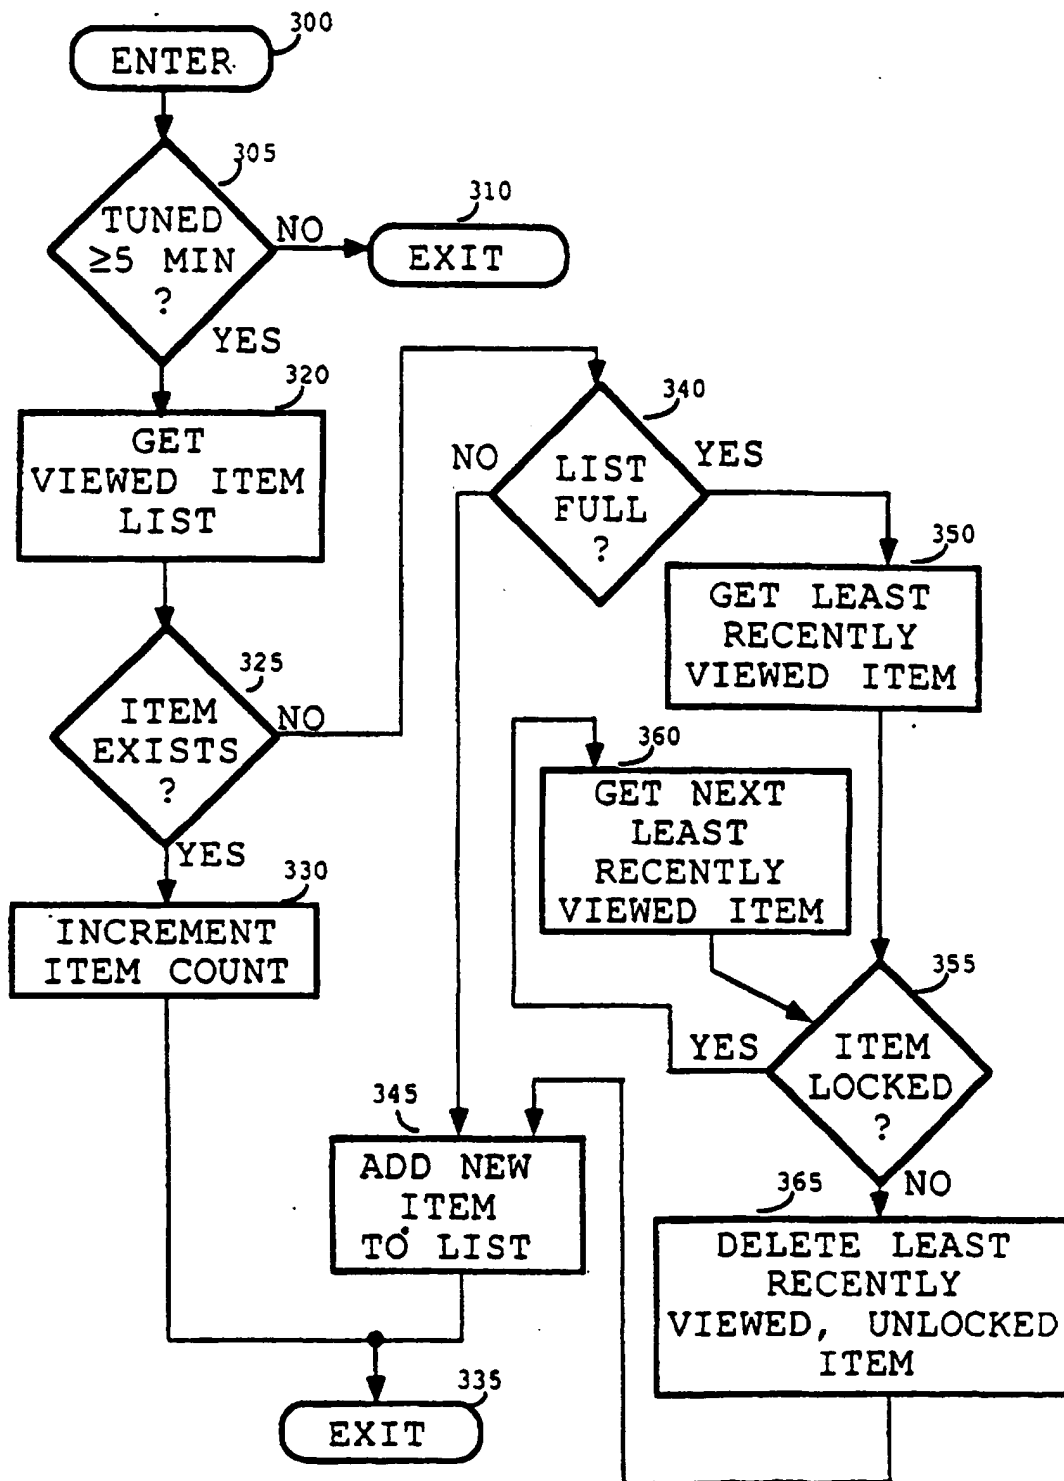 300
ENTER
305
TUNED
≥5 MIN
?
NO
310
EXIT
YES
320
GET
VIEWED ITEM
LIST
325
ITEM
EXISTS
?
NO
YES
330
INCREMENT
ITEM COUNT
340
LIST
FULL
?
NO
YES
350
GET LEAST
RECENTLY
VIEWED ITEM
360
GET NEXT
LEAST
RECENTLY
VIEWED ITEM
355
ITEM
LOCKED
?
YES
NO
345
ADD NEW
ITEM
TO LIST
365
DELETE LEAST
RECENTLY
VIEWED, UNLOCKED
ITEM
335
EXIT